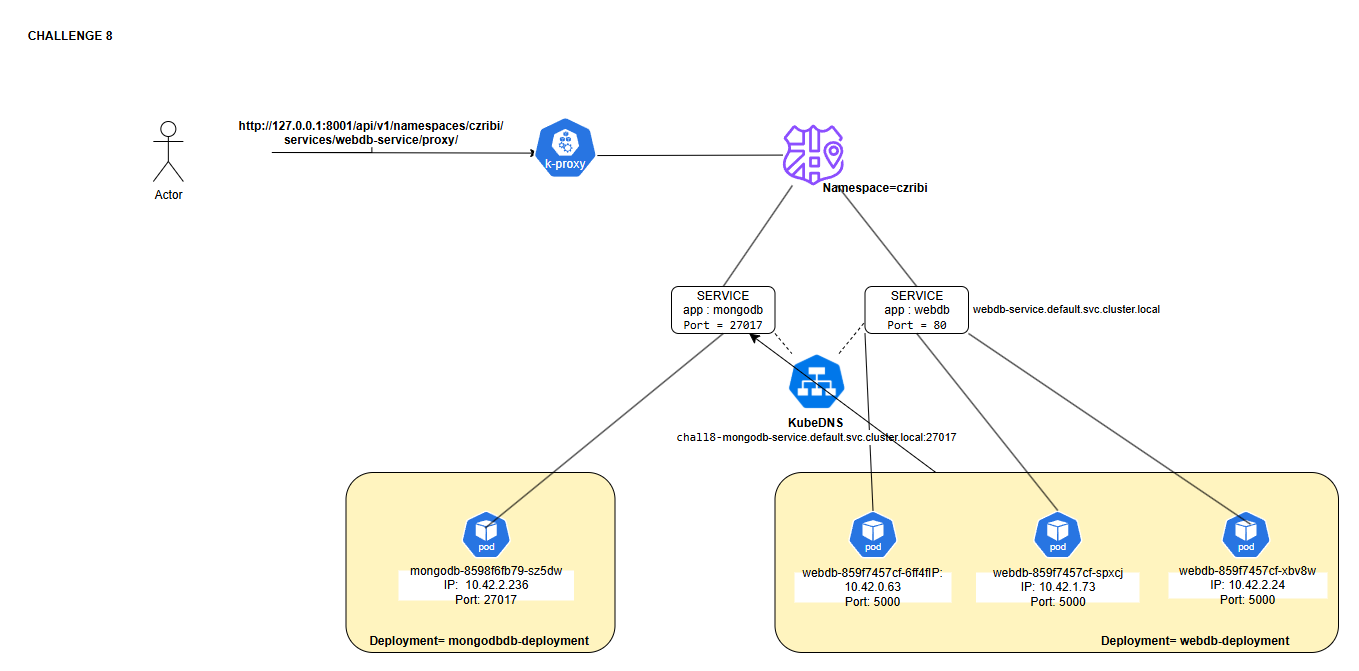 CHALLENGE 8
http://127.0.0.1:8001/api/v1/namespaces/czribi/
services/webdb-service/proxy/
k-proxy
Actor
Namespace=czribi
SERVICE
app : mongodb
Port = 27017
SERVICE
app : webdb
Port = 80
webdb-service.default.svc.cluster.local
KubeDNS
chall8-mongodb-service.default.svc.cluster.local:27017
pod
mongodb-8598f6fb79-sz5dw
IP: 10.42.2.236
Port: 27017
Deployment= mongodbdb-deployment
pod
webdb-859f7457cf-6ff4fIP:
10.42.0.63
Port: 5000
pod
webdb-859f7457cf-spxcj
IP: 10.42.1.73
Port: 5000
pod
webdb-859f7457cf-xbv8w
IP: 10.42.2.24
Port: 5000
Deployment= webdb-deployment